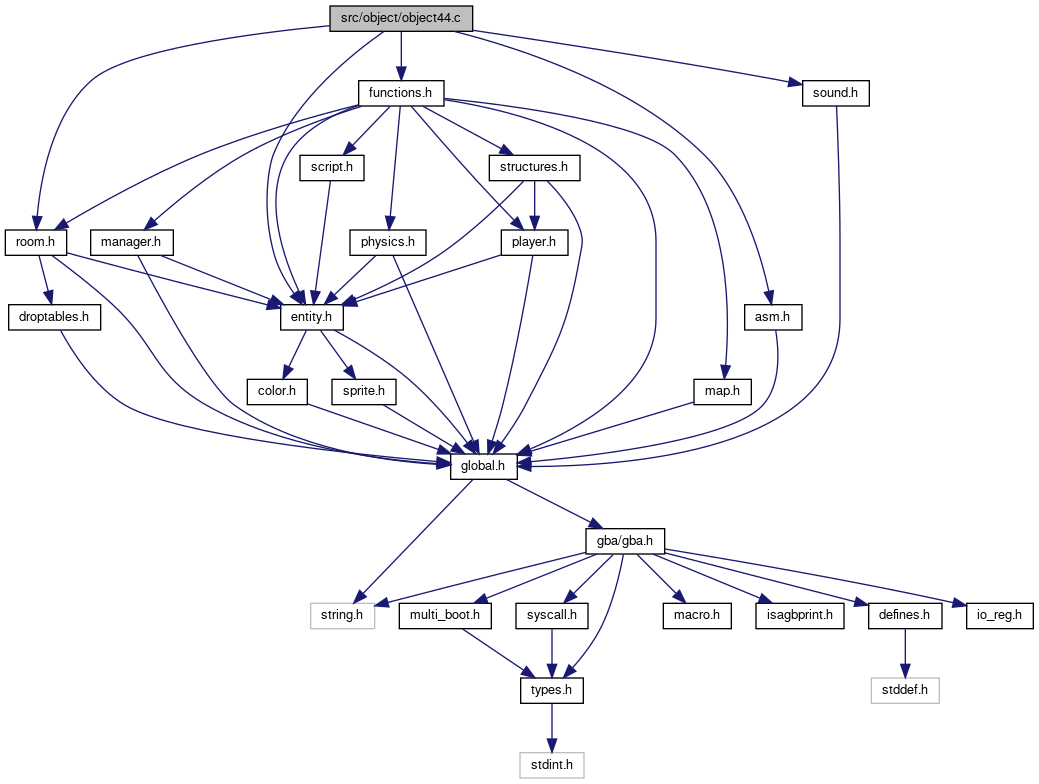 src/object/object44.c
functions.h
sound.h
script.h
structures.h
room.h
manager.h
physics.h
player.h
droptables.h
entity.h
asm.h
color.h
sprite.h
map.h
global.h
gba/gba.h
string.h
multi_boot.h
syscall.h
macro.h
isagbprint.h
defines.h
io_reg.h
types.h
stddef.h
stdint.h